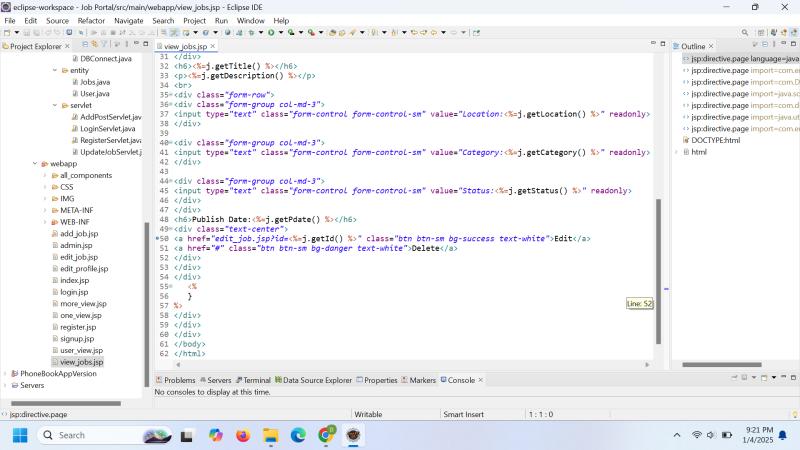 eclipse-workspace - Job Portal/src/main/webapp/view_jobs.jsp - Eclipse IDE
File Edit Source Refactor Navigate Search Project Run Window Help
Project Explorer
DBConnect.java
entity
Jobs.java
User.java
servlet
AddPostServlet.java
LoginServlet.java
RegisterServlet.java
UpdateJobServlet.j
webapp
all_components
CSS
IMG
META-INF
WEB-INF
add_job.jsp
admin.jsp
edit_job.jsp
edit_profile.jsp
index.jsp
login.jsp
more_view.jsp
one_view.jsp
register.jsp
signup.jsp
user_view.jsp
view_jobs.jsp
PhoneBookAppVersion
Servers
view_jobs.jsp
31 </div>
32 <h6><%=j.getTitle() %></h6>
33 <p><%=j.getDescription() %></p>
34 <br>
35 <div class="form-row">
36 <div class="form-group col-md-3">
37 <input type="text" class="form-control form-control-sm" value="Location:<%=j.getLocation() %>" readonly>
38 </div>
39
40 <div class="form-group col-md-3">
41 <input type="text" class="form-control form-control-sm" value="Category:<%=j.getCategory() %>" readonly>
42 </div>
43
44 <div class="form-group col-md-3">
45 <input type="text" class="form-control form-control-sm" value="Status:<%=j.getStatus() %>" readonly>
46 </div>
47 </div>
48 <h6>Publish Date:<%=j.getPdate() %></h6>
49 <div class="text-center">
50 <a href="edit_job.jsp?id=<%=j.getId() %>" class="btn btn-sm bg-success text-white">Edit</a>
51 <a href="#" class="btn btn-sm bg-danger text-white">Delete</a>
52 </div>
53 </div>
54 </div>
55 <%
56 }
57 %>
58 </div>
59 </div>
60 </div>
61 </body>
62 </html>
Line: 52
Outline
jsp:directive.page language=java
jsp:directive.page import=com.er
jsp:directive.page import=com.D
jsp:directive.page import=java.sc
jsp:directive.page import=com.d
jsp:directive.page import=java.ut
jsp:directive.page import=com.er
DOCTYPE:html
html
Problems Servers Terminal Data Source Explorer Properties Markers Console
No consoles to display at this time.
jsp:directive.page Writable Smart Insert 1 : 1 : 0
Search
9:21 PM
1/4/2025